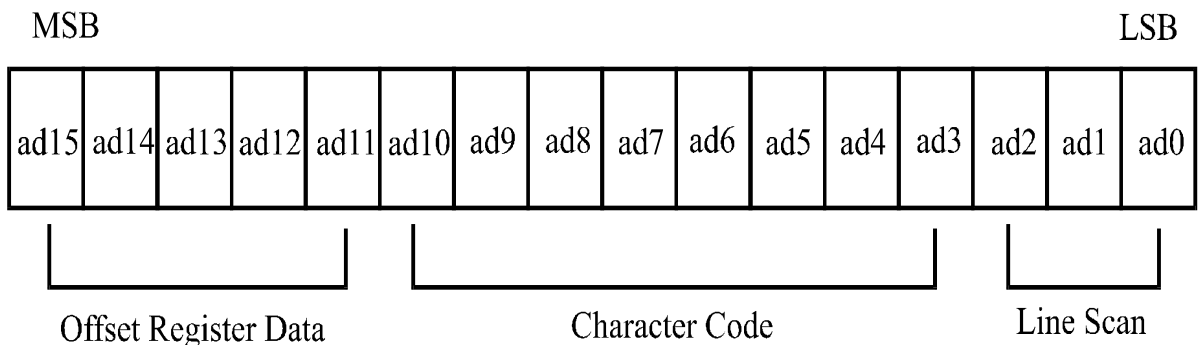 MSB LSB
ad15 ad14 ad13 ad12 ad11 ad10 ad9 ad8 ad7 ad6 ad5 ad4 ad3 ad2 ad1 ad0
Offset Register Data Character Code Line Scan